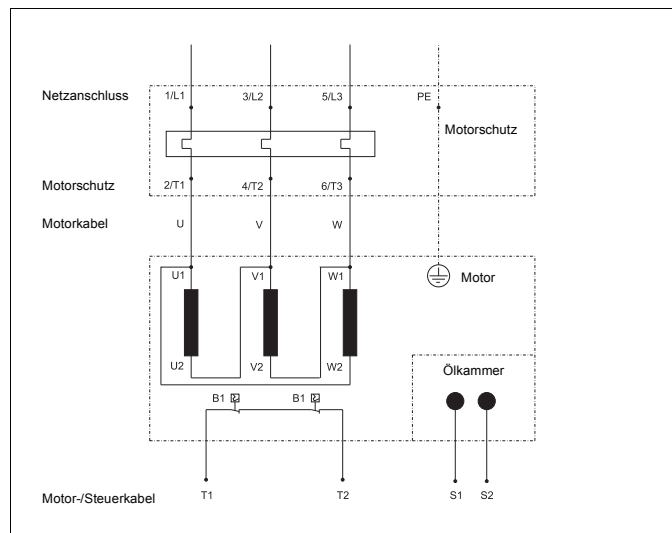 Netzanschluss 1/L1 3/L2 5/L3 PE
Motorschutz
Motorschutz 2/T1 4/T2 6/T3
Motorkabel U V W
U1 V1 W1 Motor
U2 V2 W2
Ölkammer
B1 B1
Motor-/Steuerkabel T1 T2 S1 S2